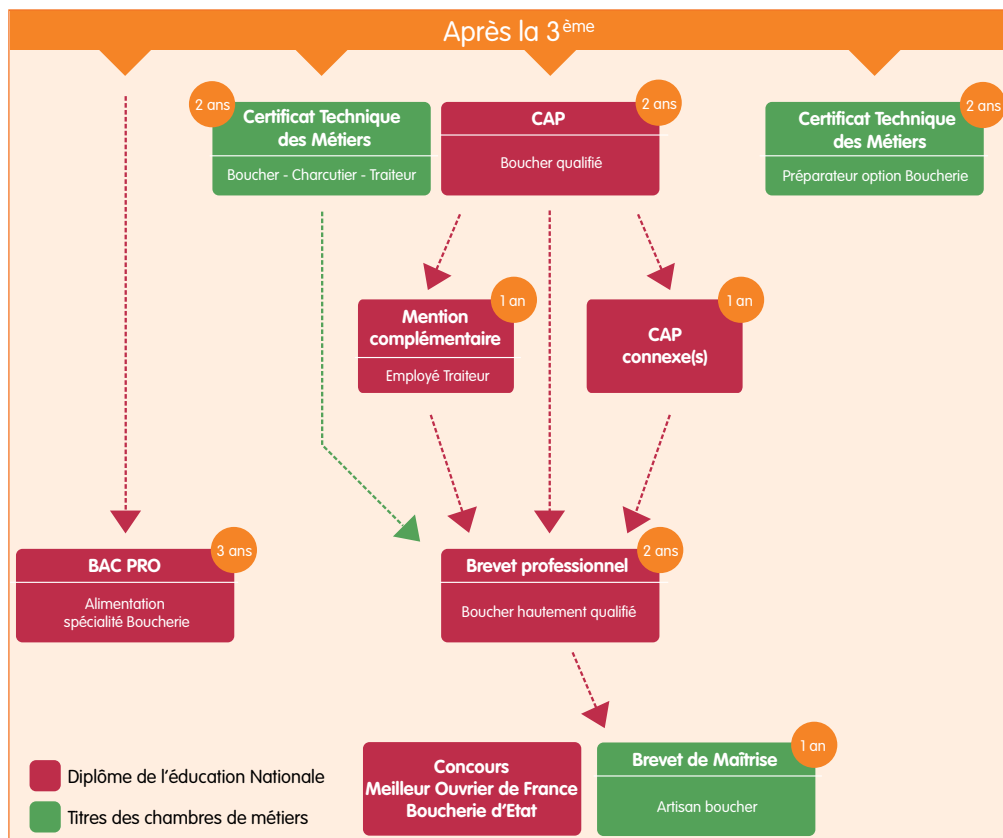 Après la 3ème
2 ans
Certificat Technique
des Métiers
Boucher - Charcutier - Traiteur
2 ans
CAP
Boucher qualifié
2 ans
Certificat Technique
des Métiers
Préparateur option Boucherie
1 an
Mention
complémentaire
Employé Traiteur
1 an
CAP
connexe(s)
3 ans
BAC PRO
Alimentation
spécialité Boucherie
2 ans
Brevet professionnel
Boucher hautement qualifié
Concours
Meilleur Ouvrier de France
Boucherie d'Etat
1 an
Brevet de Maîtrise
Artisan boucher
Diplôme de l'éducation Nationale
Titres des chambres de métiers